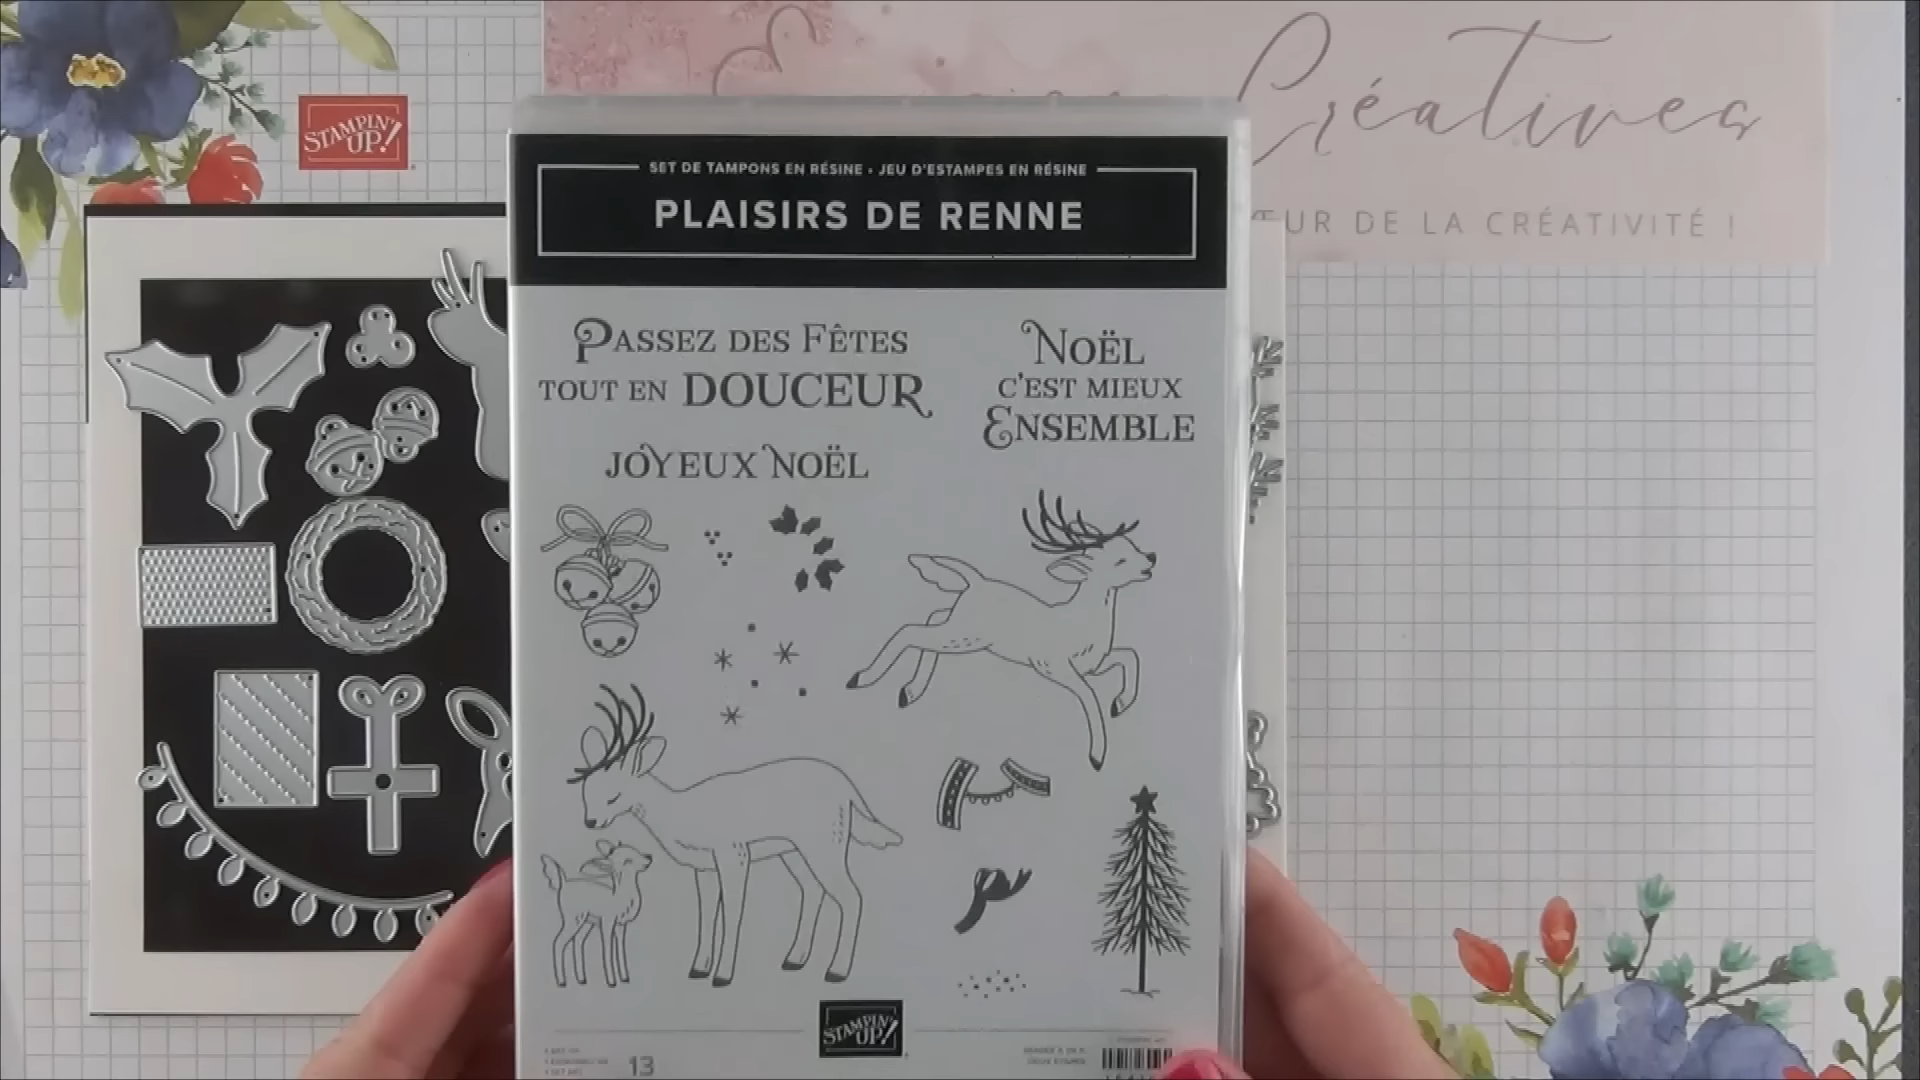 Créatives
ŒUR DE LA CRÉATIVITÉ !
STAMPIN'
UP!
SET DE TAMPONS EN RÉSINE • JEU D'ESTAMPES EN RÉSINE
PLAISIRS DE RENNE
PASSEZ DES FÊTES
TOUT EN DOUCEUR
NOËL
C'EST MIEUX
ENSEMBLE
JOYEUX NOËL
STAMPIN'
UP!
13